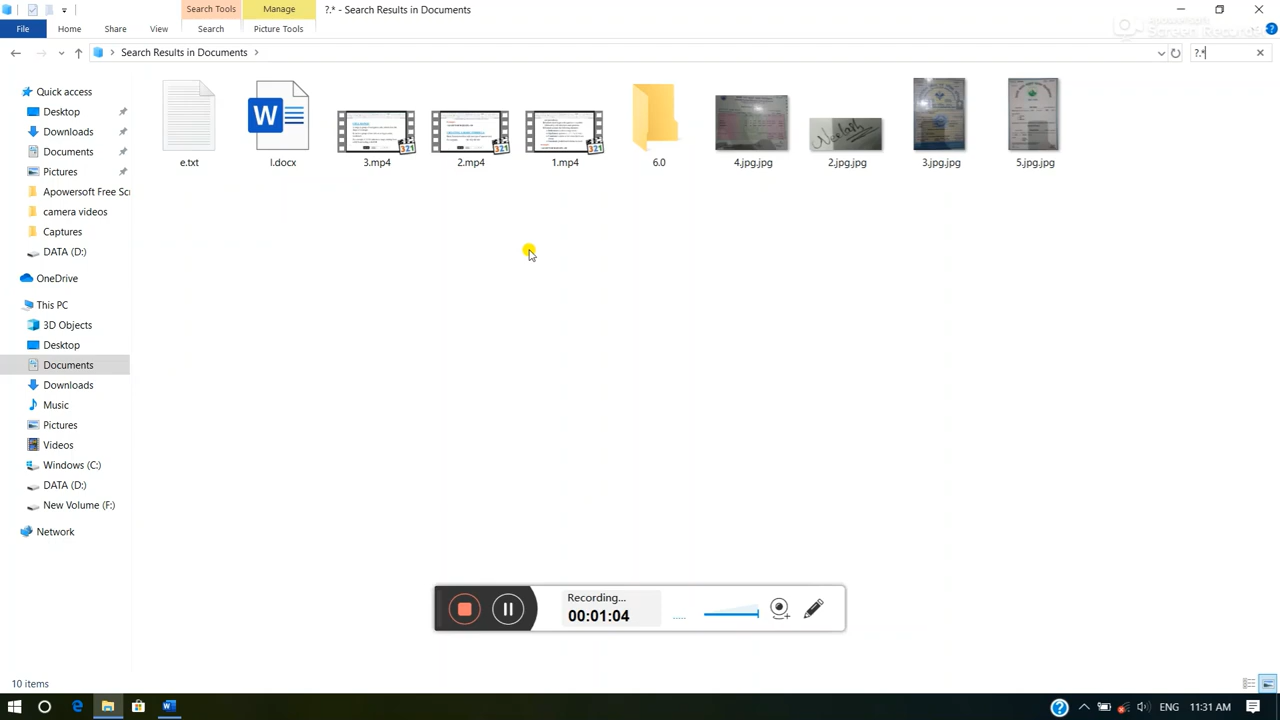 Search Tools
Manage
?.* - Search Results in Documents
File
Home
Share
View
Search
Picture Tools
Apowersoft
Screen Recorder
Search Results in Documents
?.*
Quick access
Desktop
Downloads
Documents
Pictures
Apowersoft Free Scr
camera videos
Captures
DATA (D:)
OneDrive
This PC
3D Objects
Desktop
Documents
Downloads
Music
Pictures
Videos
Windows (C:)
DATA (D:)
New Volume (F:)
Network
e.txt
l.docx
3.mp4
2.mp4
1.mp4
6.0
4.jpg.jpg
2.jpg.jpg
3.jpg.jpg
5.jpg.jpg
Recording...
00:01:04
10 items
ENG
11:31 AM